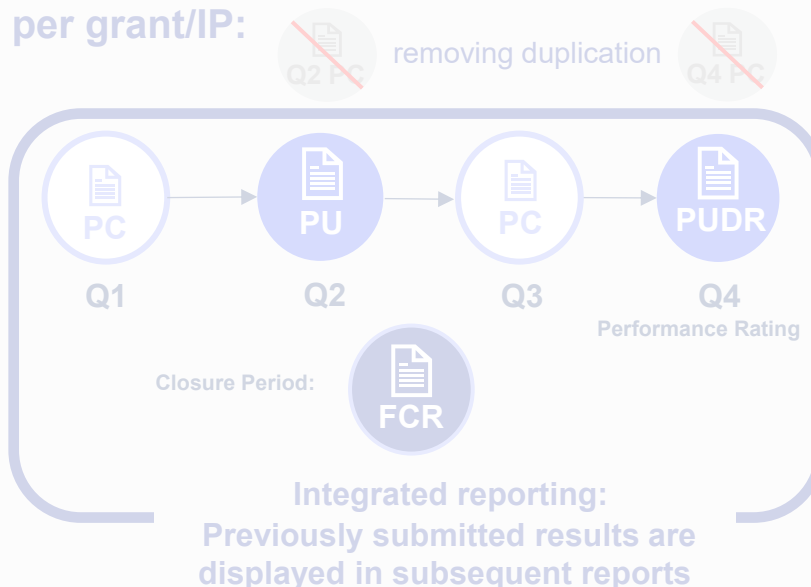 per grant/IP:
Q2 PC
removing duplication
Q4 PC
PC
PU
PC
PUDR
Q1
Q2
Q3
Q4
Performance Rating
Closure Period:
FCR
Integrated reporting:
Previously submitted results are
displayed in subsequent reports